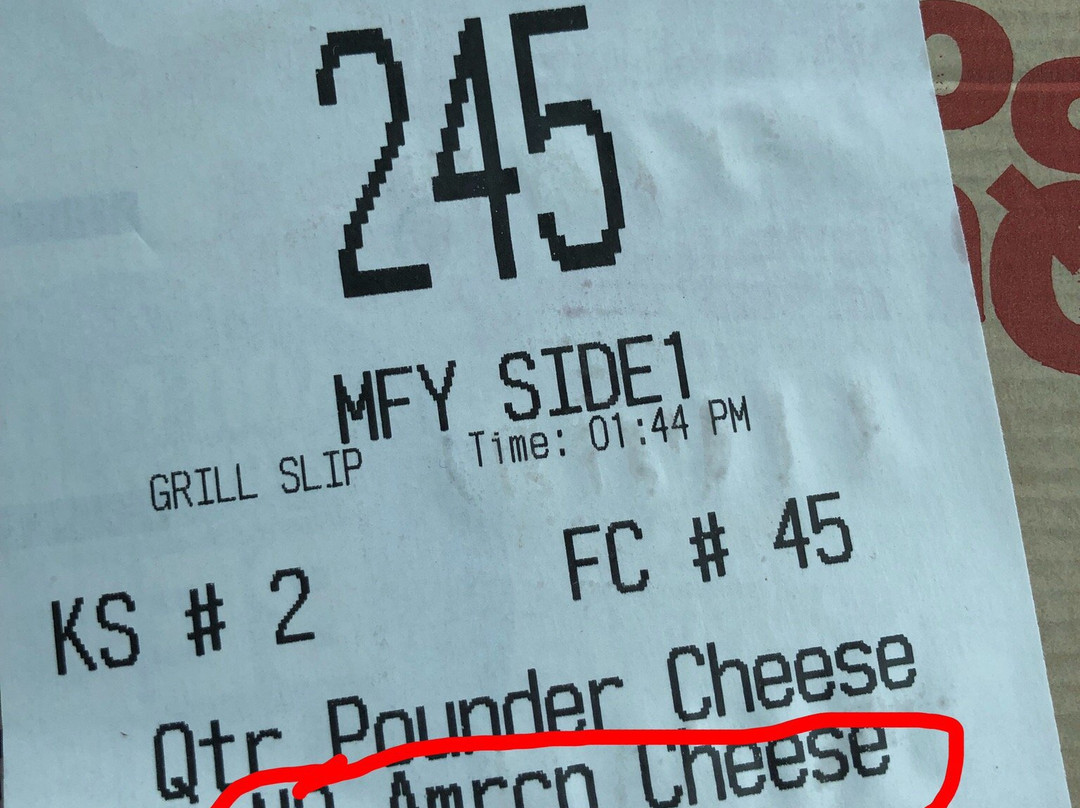 245
MFY SIDE1
GRILL SLIP Time: 01:44 PM
KS # 2 FC # 45
Qtr Pounder Cheese
Amrcn Cheese